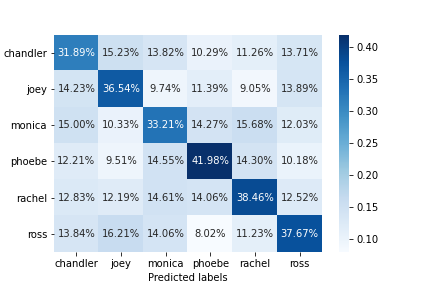 chandler 31.89% 15.23% 13.82% 10.29% 11.26% 13.71%
joey 14.23% 36.54% 9.74% 11.39% 9.05% 13.89%
monica 15.00% 10.33% 33.21% 14.27% 15.68% 12.03%
phoebe 12.21% 9.51% 14.55% 41.98% 14.30% 10.18%
rachel 12.83% 12.19% 14.61% 14.06% 38.46% 12.52%
ross 13.84% 16.21% 14.06% 8.02% 11.23% 37.67%
chandler joey monica phoebe rachel ross
Predicted labels
0.40
0.35
0.30
0.25
0.20
0.15
0.10